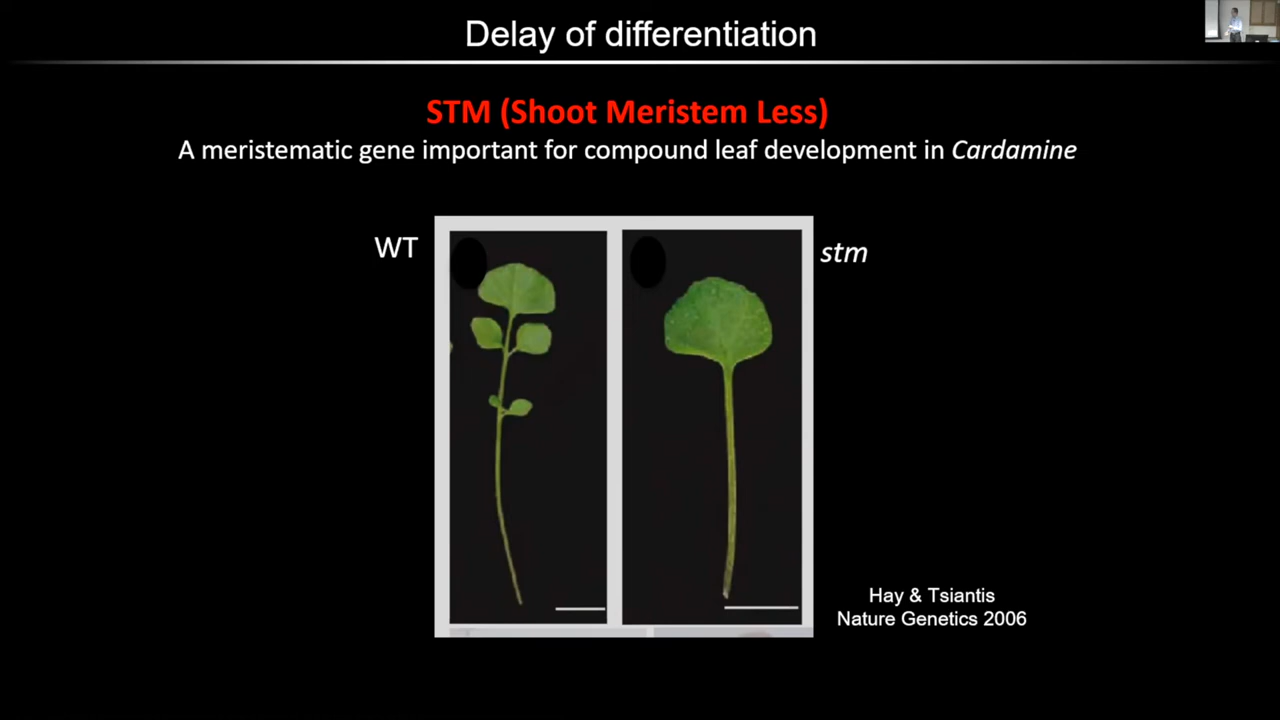 Delay of differentiation
STM (Shoot Meristem Less)
A meristematic gene important for compound leaf development in Cardamine
WT
stm
Hay & Tsiantis
Nature Genetics 2006